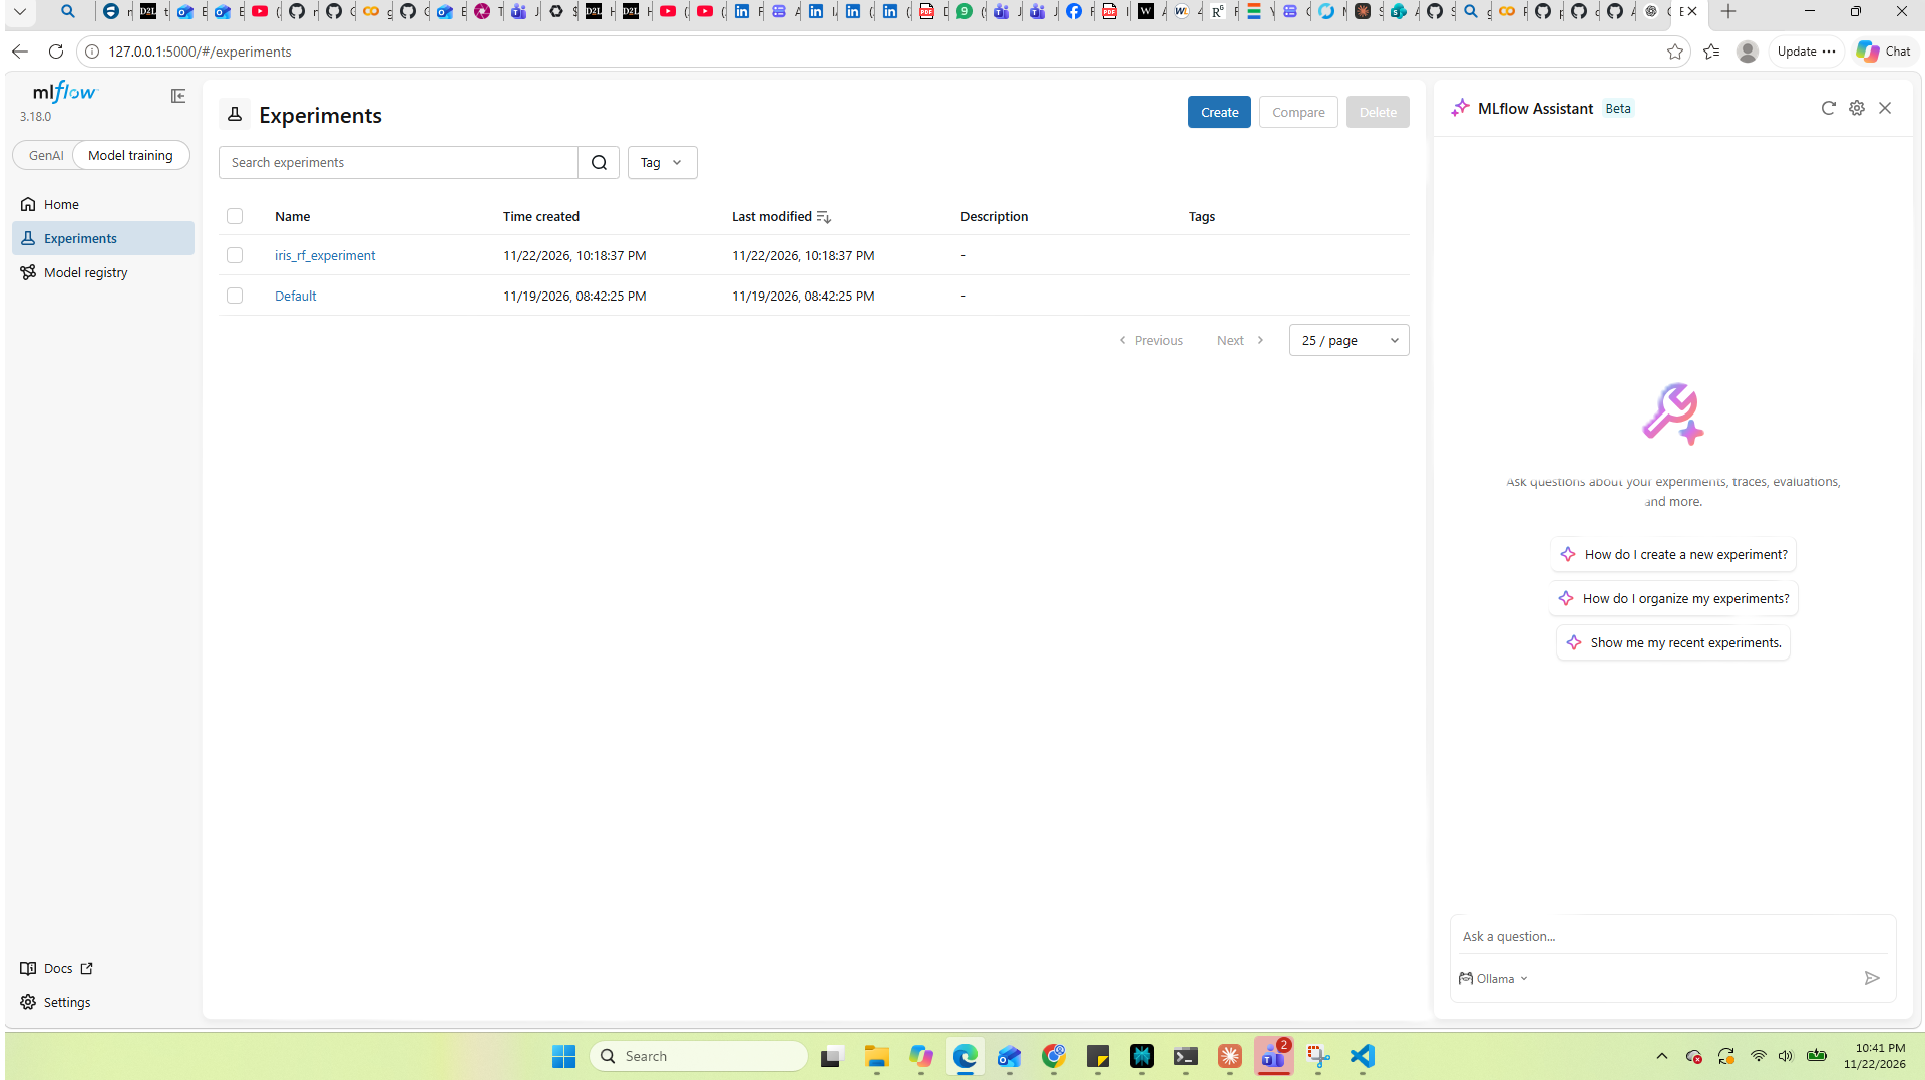 127.0.0.1:5000/#/experiments
Update
Chat
mlflow
3.18.0
GenAI
Model training
Home
Experiments
Model registry
Docs
Settings
Experiments
Create
Compare
Delete
Search experiments
Tag
Name Time created Last modified Description Tags
iris_rf_experiment 11/22/2026, 10:18:37 PM 11/22/2026, 10:18:37 PM -
Default 11/19/2026, 08:42:25 PM 11/19/2026, 08:42:25 PM -
Previous
Next
25 / page
MLflow Assistant
Beta
Ask questions about your experiments, traces, evaluations,
and more.
How do I create a new experiment?
How do I organize my experiments?
Show me my recent experiments.
Ask a question...
Ollama
Search
2
10:41 PM
11/22/2026